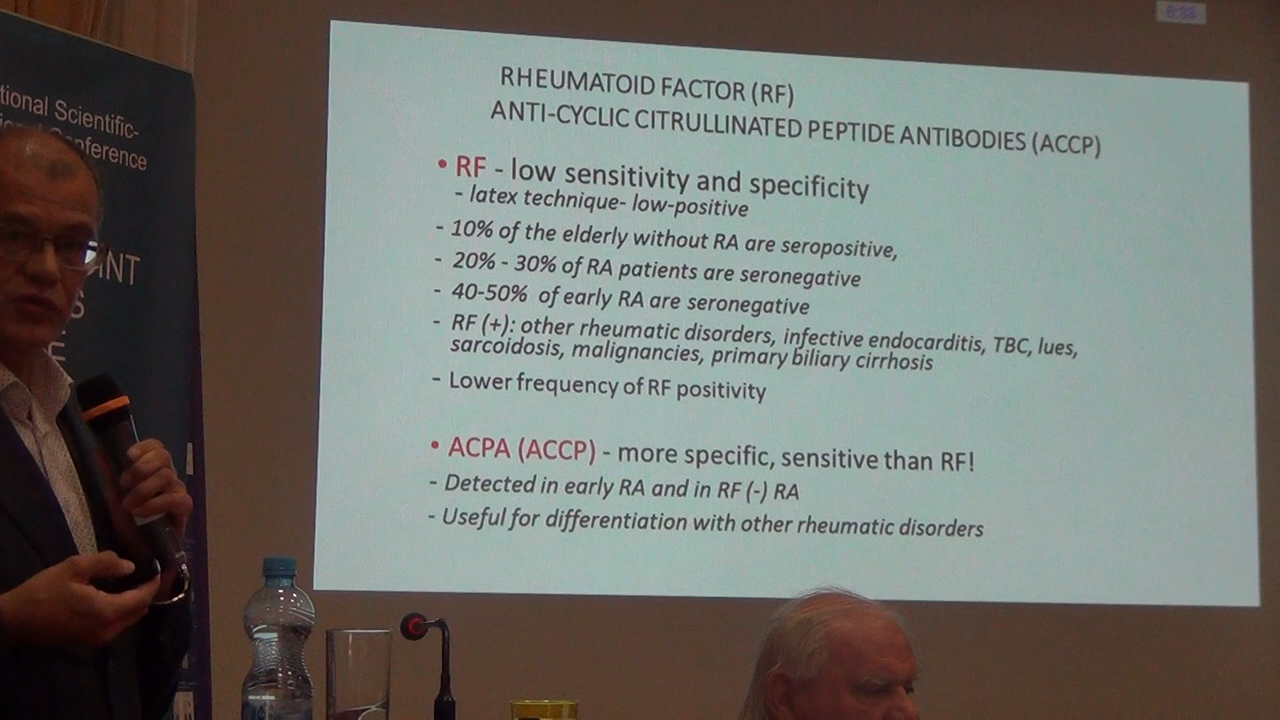 tional Scientific-
Conference
INT
S
E
RHEUMATOID FACTOR (RF)
ANTI-CYCLIC CITRULLINATED PEPTIDE ANTIBODIES (ACCP)
• RF - low sensitivity and specificity
- latex technique- low-positive
- 10% of the elderly without RA are seropositive,
- 20% - 30% of RA patients are seronegative
- 40-50% of early RA are seronegative
- RF (+): other rheumatic disorders, infective endocarditis, TBC, lues,
sarcoidosis, malignancies, primary biliary cirrhosis
- Lower frequency of RF positivity
• ACPA (ACCP) - more specific, sensitive than RF!
- Detected in early RA and in RF (-) RA
- Useful for differentiation with other rheumatic disorders